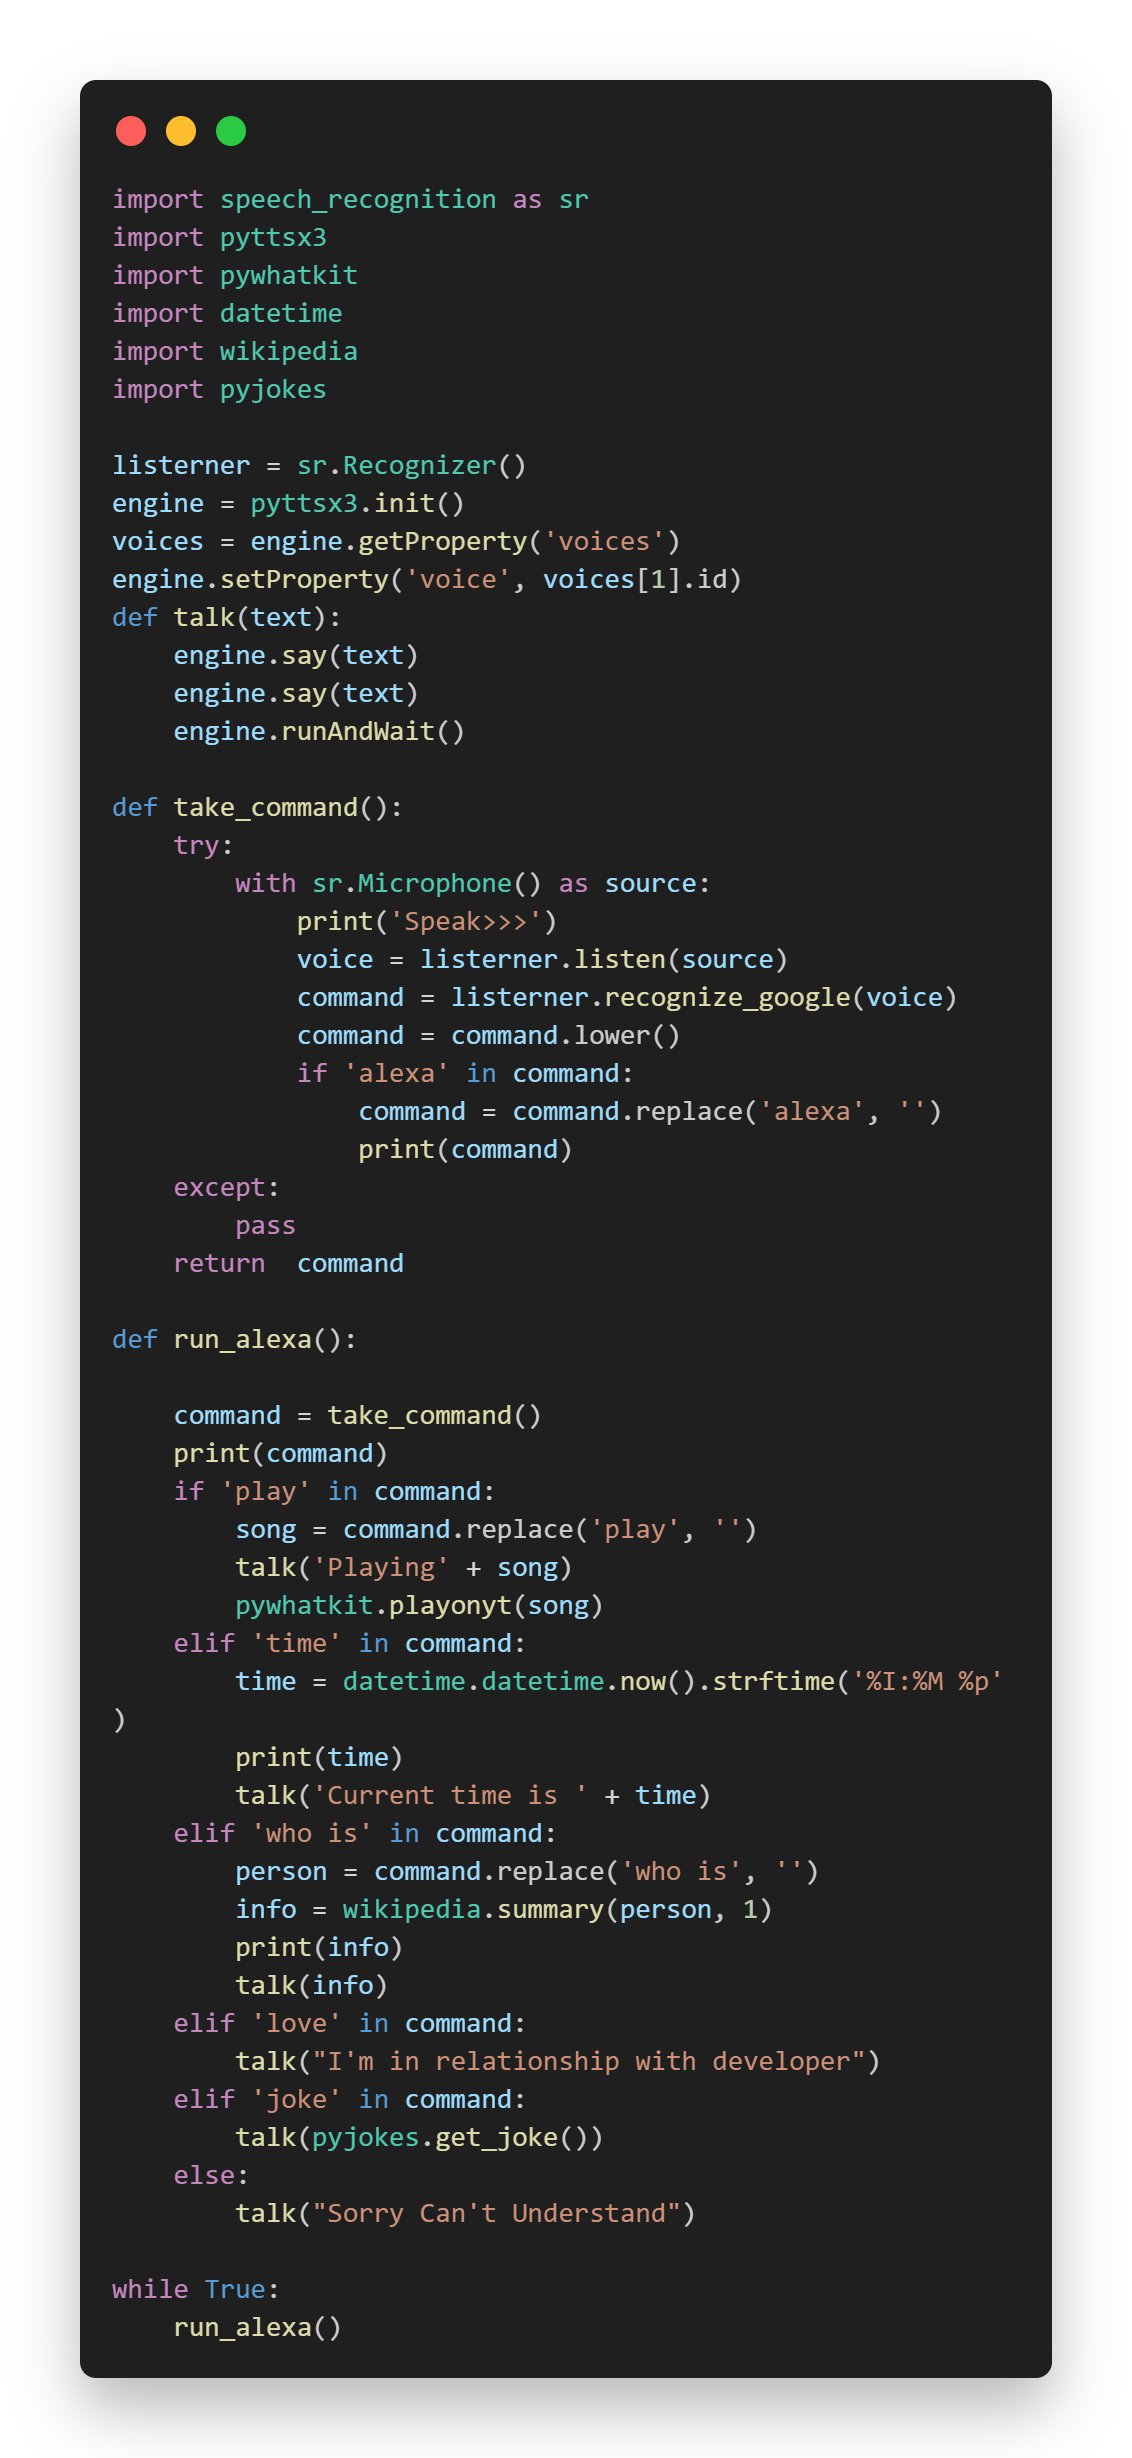 import speech_recognition as sr
import pyttsx3
import pywhatkit
import datetime
import wikipedia
import pyjokes

listerner = sr.Recognizer()
engine = pyttsx3.init()
voices = engine.getProperty('voices')
engine.setProperty('voice', voices[1].id)
def talk(text):
    engine.say(text)
    engine.say(text)
    engine.runAndWait()

def take_command():
    try:
        with sr.Microphone() as source:
            print('Speak>>>')
            voice = listerner.listen(source)
            command = listerner.recognize_google(voice)
            command = command.lower()
            if 'alexa' in command:
                command = command.replace('alexa', '')
                print(command)
    except:
        pass
    return  command

def run_alexa():

    command = take_command()
    print(command)
    if 'play' in command:
        song = command.replace('play', '')
        talk('Playing' + song)
        pywhatkit.playonyt(song)
    elif 'time' in command:
        time = datetime.datetime.now().strftime('%I:%M %p'
)
        print(time)
        talk('Current time is ' + time)
    elif 'who is' in command:
        person = command.replace('who is', '')
        info = wikipedia.summary(person, 1)
        print(info)
        talk(info)
    elif 'love' in command:
        talk("I'm in relationship with developer")
    elif 'joke' in command:
        talk(pyjokes.get_joke())
    else:
        talk("Sorry Can't Understand")

while True:
    run_alexa()